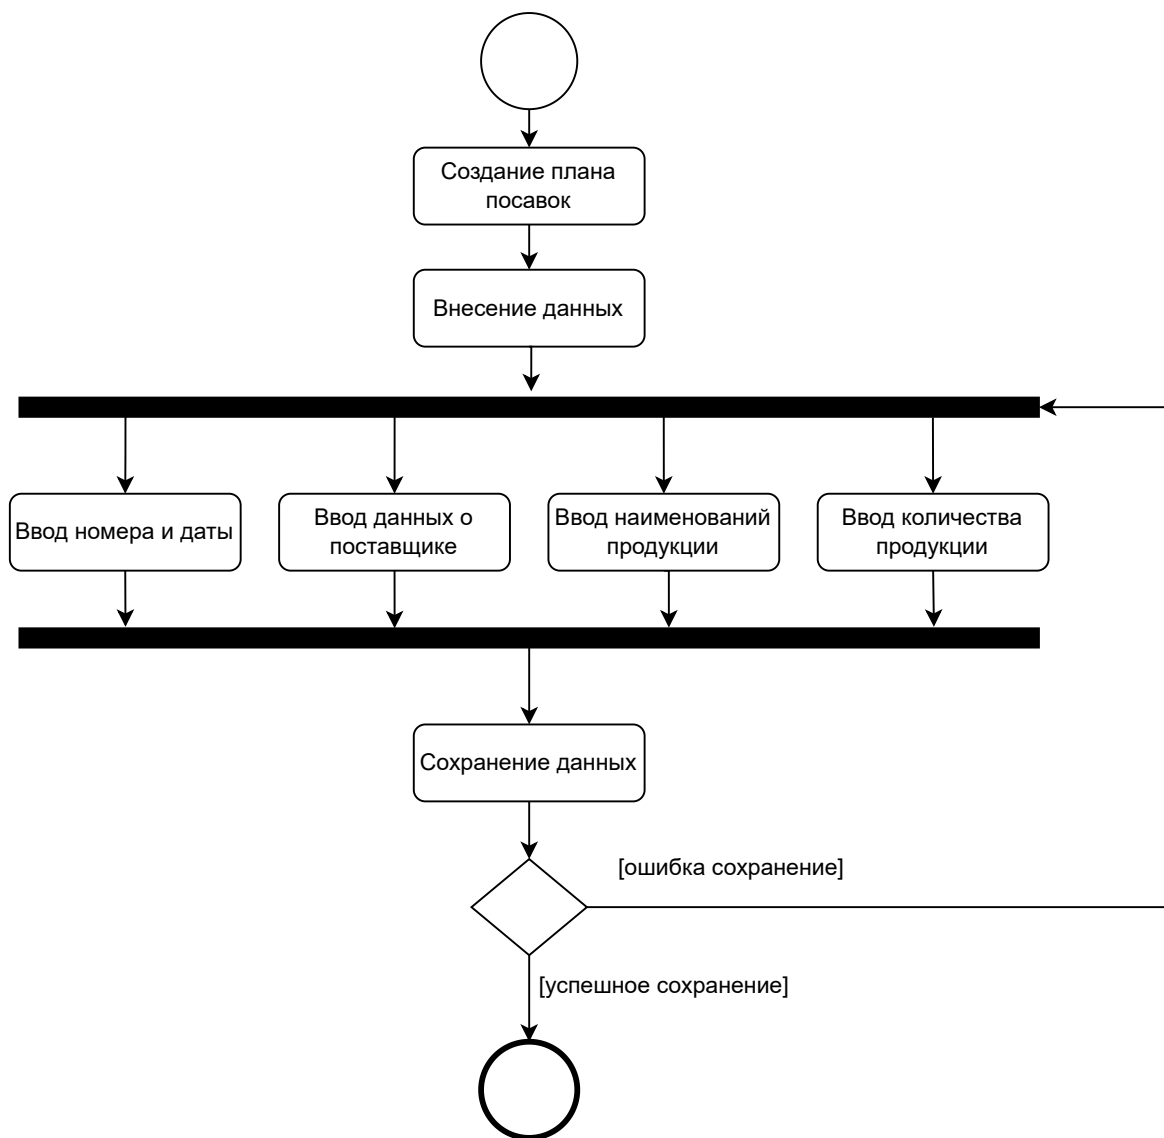 Создание плана
посавок
Внесение данных
Ввод номера и даты
Ввод данных о
поставщике
Ввод наименований
продукции
Ввод количества
продукции
Сохранение данных
[ошибка сохранение]
[успешное сохранение]